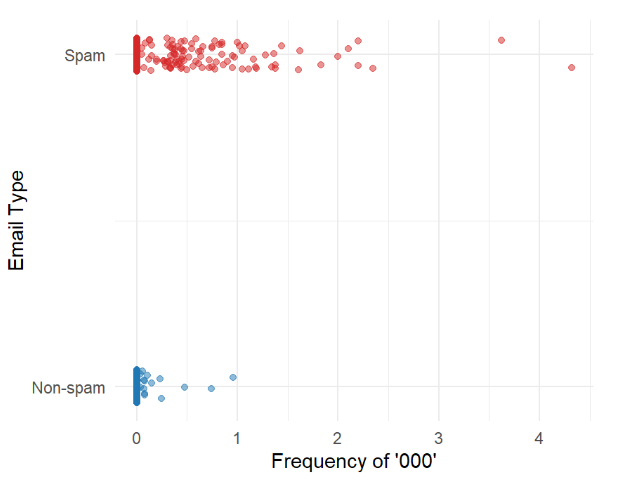 Spam
Email Type
Non-spam
0 1 2 3 4
Frequency of '000'